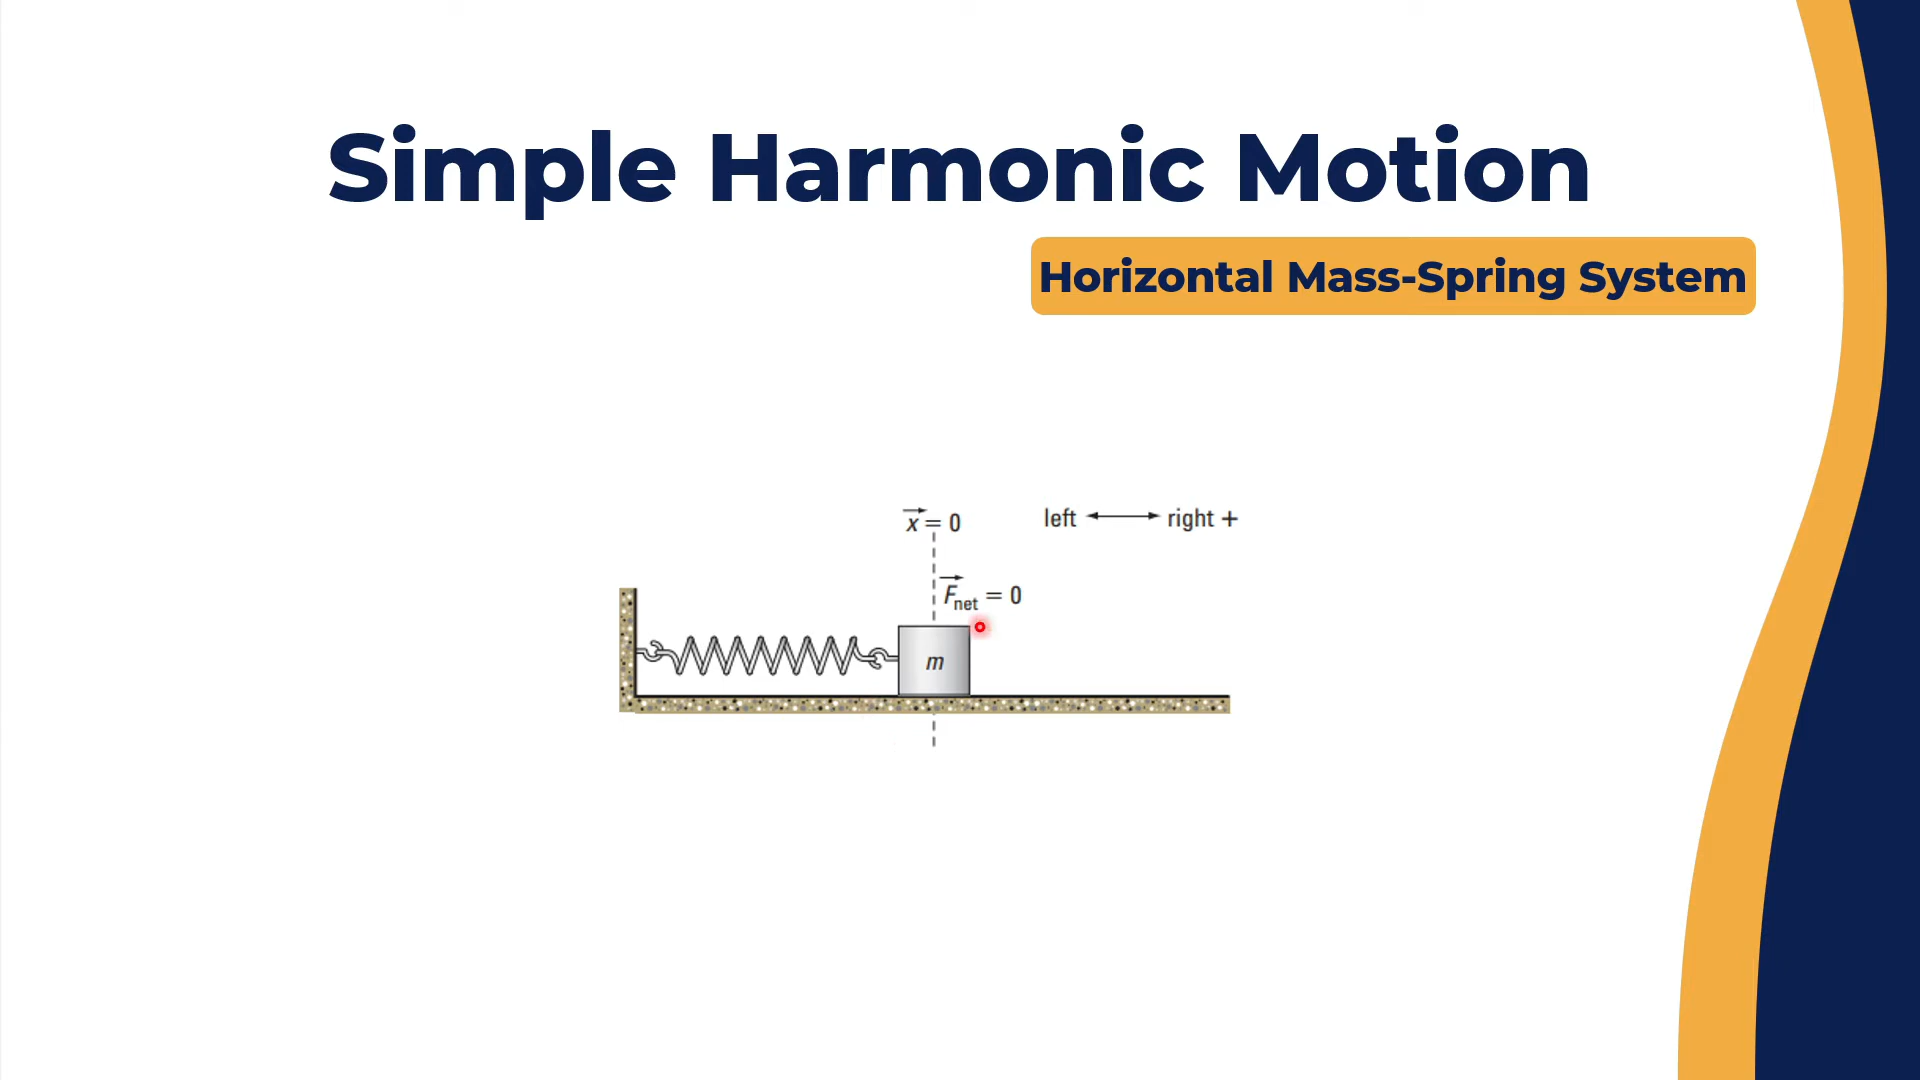 Simple Harmonic Motion
Horizontal Mass-Spring System
x⃗ = 0
left ⟷ right +
F⃗net = 0
m